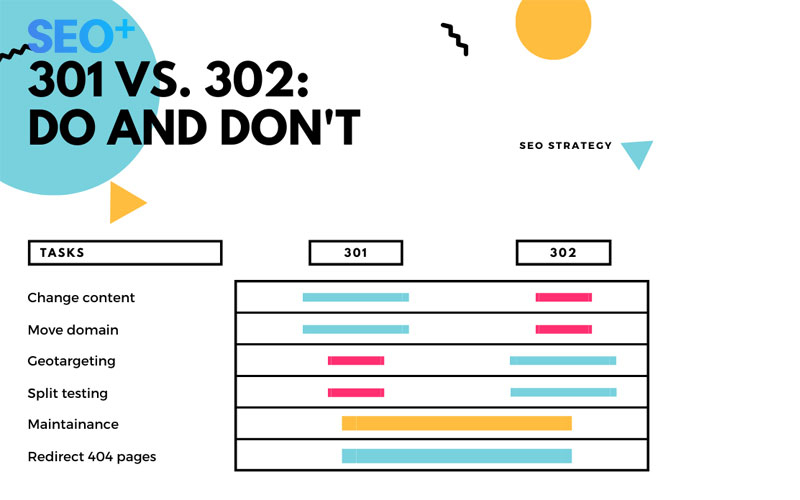 SEO+
301 VS. 302:
DO AND DON'T
SEO STRATEGY
TASKS
301
302
Change content
Move domain
Geotargeting
Split testing
Maintainance
Redirect 404 pages